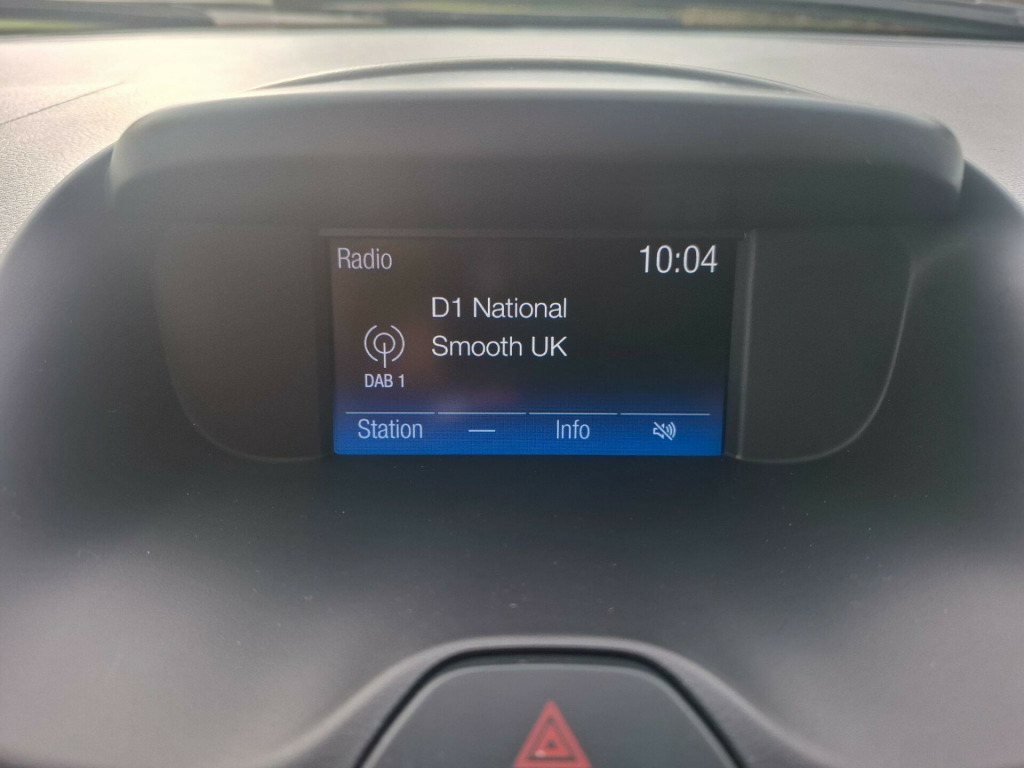 Radio 10:04
D1 National
Smooth UK
DAB 1
Station — Info